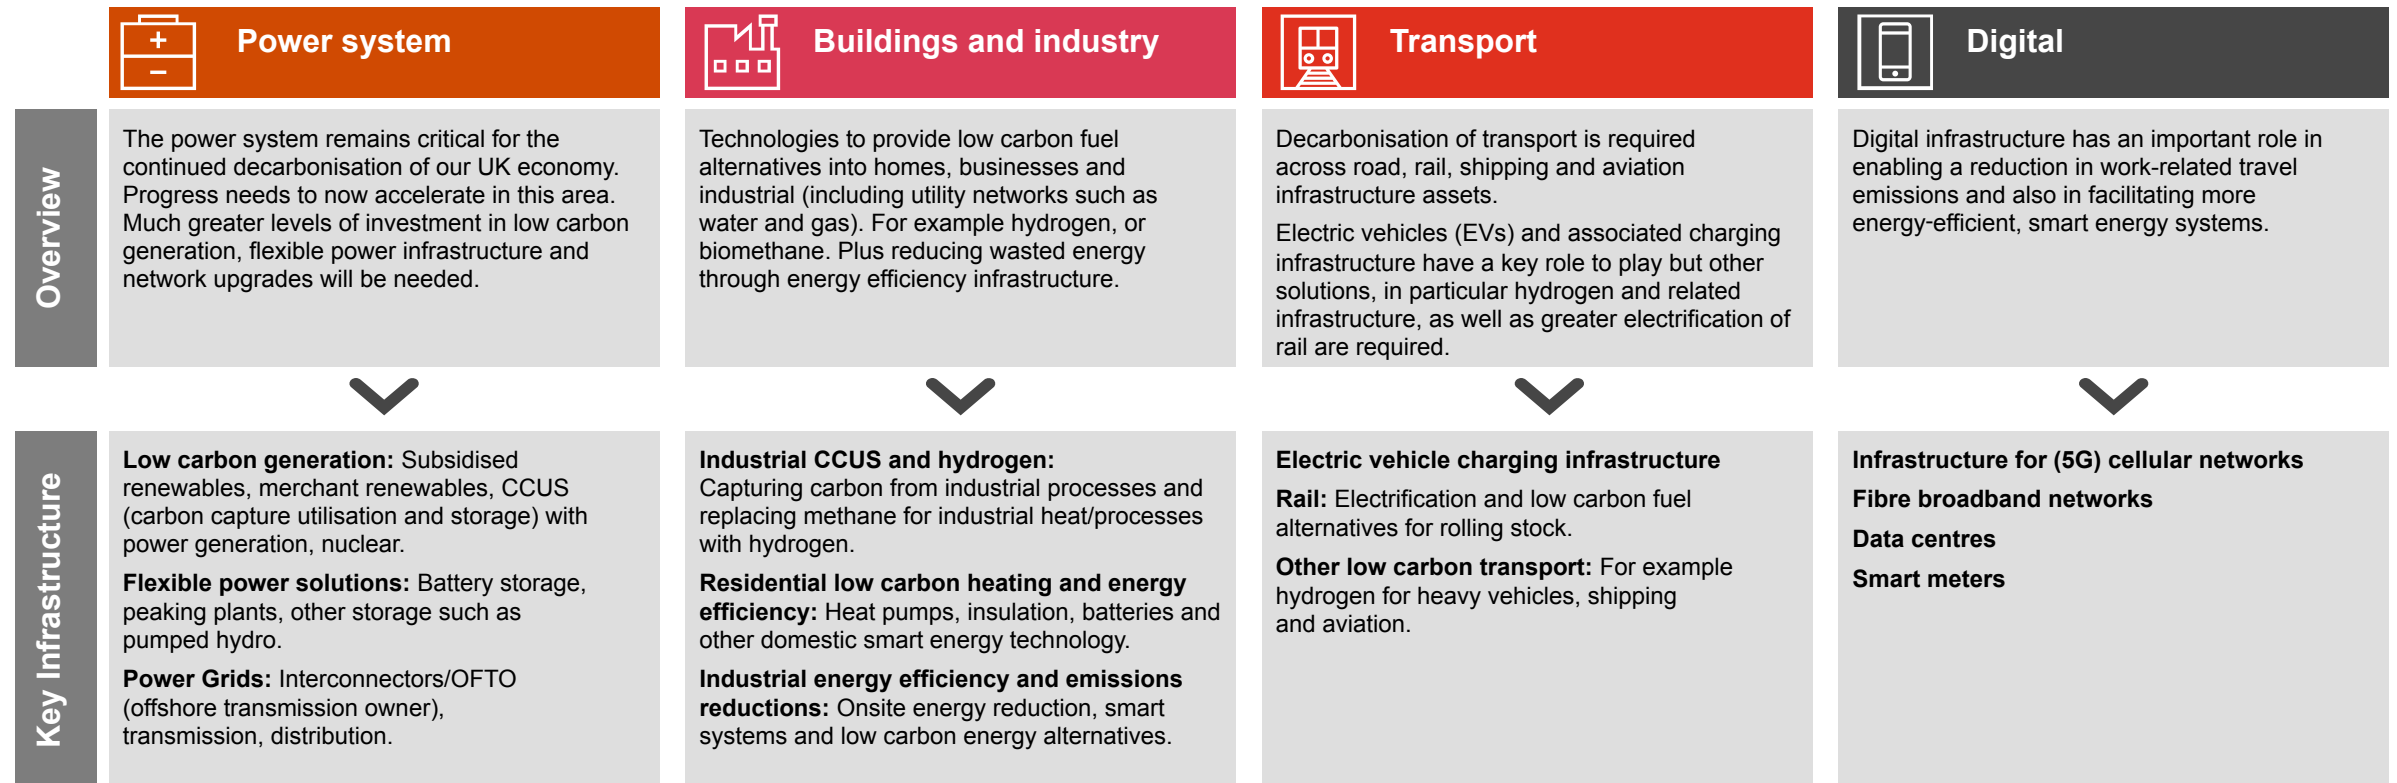 Power system
Buildings and industry
Transport
Digital
Overview
The power system remains critical for the
continued decarbonisation of our UK economy.
Progress needs to now accelerate in this area.
Much greater levels of investment in low carbon
generation, flexible power infrastructure and
network upgrades will be needed.
Technologies to provide low carbon fuel
alternatives into homes, businesses and
industrial (including utility networks such as
water and gas). For example hydrogen, or
biomethane. Plus reducing wasted energy
through energy efficiency infrastructure.
Decarbonisation of transport is required
across road, rail, shipping and aviation
infrastructure assets.
Electric vehicles (EVs) and associated charging
infrastructure have a key role to play but other
solutions, in particular hydrogen and related
infrastructure, as well as greater electrification of
rail are required.
Digital infrastructure has an important role in
enabling a reduction in work-related travel
emissions and also in facilitating more
energy-efficient, smart energy systems.
Key Infrastructure
Low carbon generation: Subsidised
renewables, merchant renewables, CCUS
(carbon capture utilisation and storage) with
power generation, nuclear.
Flexible power solutions: Battery storage,
peaking plants, other storage such as
pumped hydro.
Power Grids: Interconnectors/OFTO
(offshore transmission owner),
transmission, distribution.
Industrial CCUS and hydrogen:
Capturing carbon from industrial processes and
replacing methane for industrial heat/processes
with hydrogen.
Residential low carbon heating and energy
efficiency: Heat pumps, insulation, batteries and
other domestic smart energy technology.
Industrial energy efficiency and emissions
reductions: Onsite energy reduction, smart
systems and low carbon energy alternatives.
Electric vehicle charging infrastructure
Rail: Electrification and low carbon fuel
alternatives for rolling stock.
Other low carbon transport: For example
hydrogen for heavy vehicles, shipping
and aviation.
Infrastructure for (5G) cellular networks
Fibre broadband networks
Data centres
Smart meters